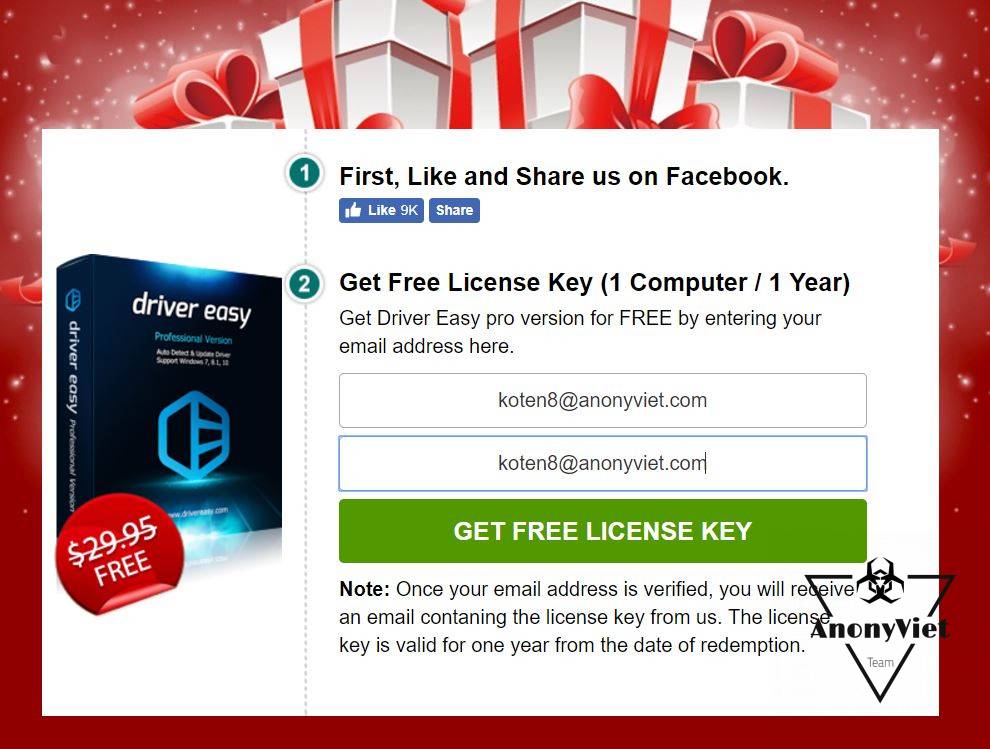 1
First, Like and Share us on Facebook.
Like 9K Share
2
Get Free License Key (1 Computer / 1 Year)
Get Driver Easy pro version for FREE by entering your
email address here.
koten8@anonyviet.com
koten8@anonyviet.com
GET FREE LICENSE KEY
Note: Once your email address is verified, you will receive
an email contaning the license key from us. The license
key is valid for one year from the date of redemption.
driver easy
Professional Version
Auto Detect & Update Driver
Support Windows 7, 8.1, 10
www.drivereasy.com
driver easy Professional Version
$29.95
FREE
AnonyViet
Team